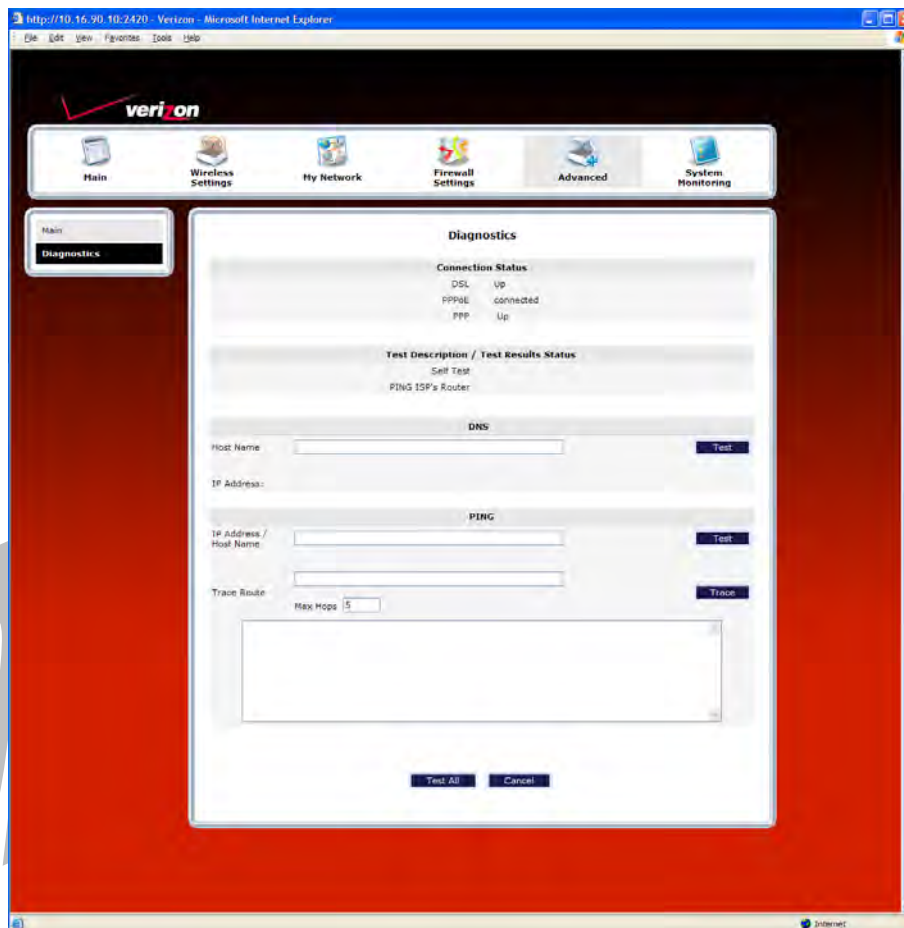 http://10.16.90.10:2420 - Verizon - Microsoft Internet Explorer
File Edit View Favorites Tools Help
verizon
Main
Wireless Settings
My Network
Firewall Settings
Advanced
System Monitoring
Main
Diagnostics
Diagnostics
Connection Status
DSL Up
PPPoE connected
PPP Up
Test Description / Test Results Status
Self Test
PING ISP's Router
DNS
Host Name
Test
IP Address:
PING
IP Address /
Host Name
Test
Trace Route
Max Hops 5
Trace
Test All Cancel
Internet